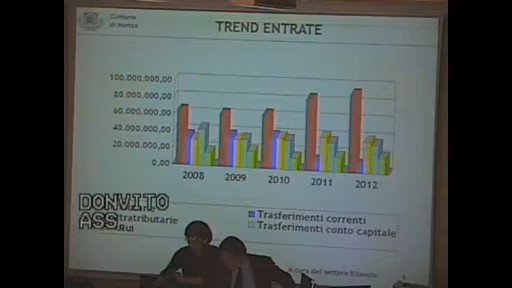 Comune
di Monza
TREND ENTRATE
100.000.000,00
80.000.000,00
60.000.000,00
40.000.000,00
20.000.000,00
0,00
2008 2009 2010 2011 2012
DONVITO
ASS
Trasferimenti correnti
Trasferimenti conto capitale
A cura del settore Bilancio